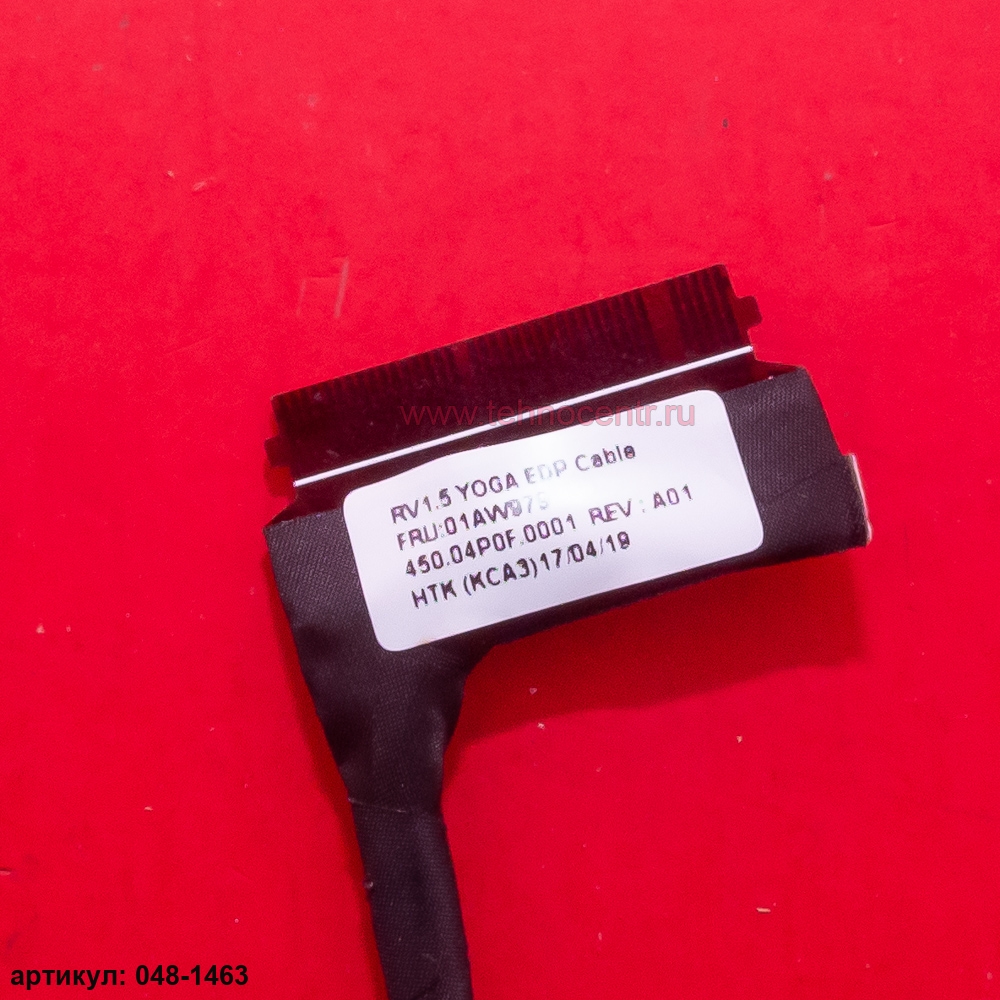 www.tehnocentr.ru
RV1.5 YOGA EDP Cable
FRU:01AW975
450.04P0F.0001 REV : A01
HTK (KCA3)17/04/19
артикул: 048-1463